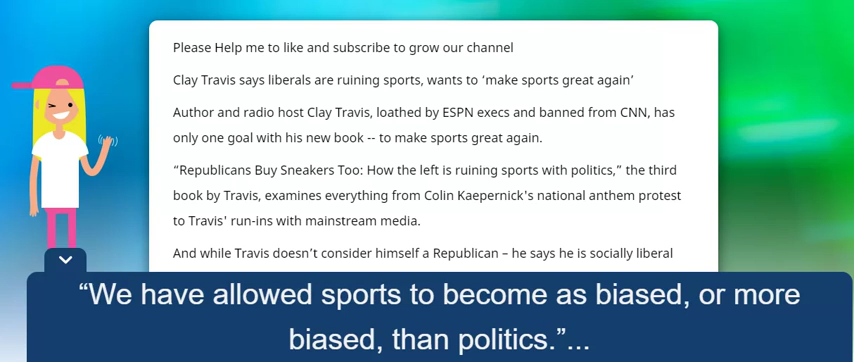 Please Help me to like and subscribe to grow our channel
Clay Travis says liberals are ruining sports, wants to ‘make sports great again’
Author and radio host Clay Travis, loathed by ESPN execs and banned from CNN, has
only one goal with his new book -- to make sports great again.
“Republicans Buy Sneakers Too: How the left is ruining sports with politics,” the third
book by Travis, examines everything from Colin Kaepernick's national anthem protest
to Travis' run-ins with mainstream media.
And while Travis doesn’t consider himself a Republican – he says he is socially liberal
“We have allowed sports to become as biased, or more
biased, than politics.”...